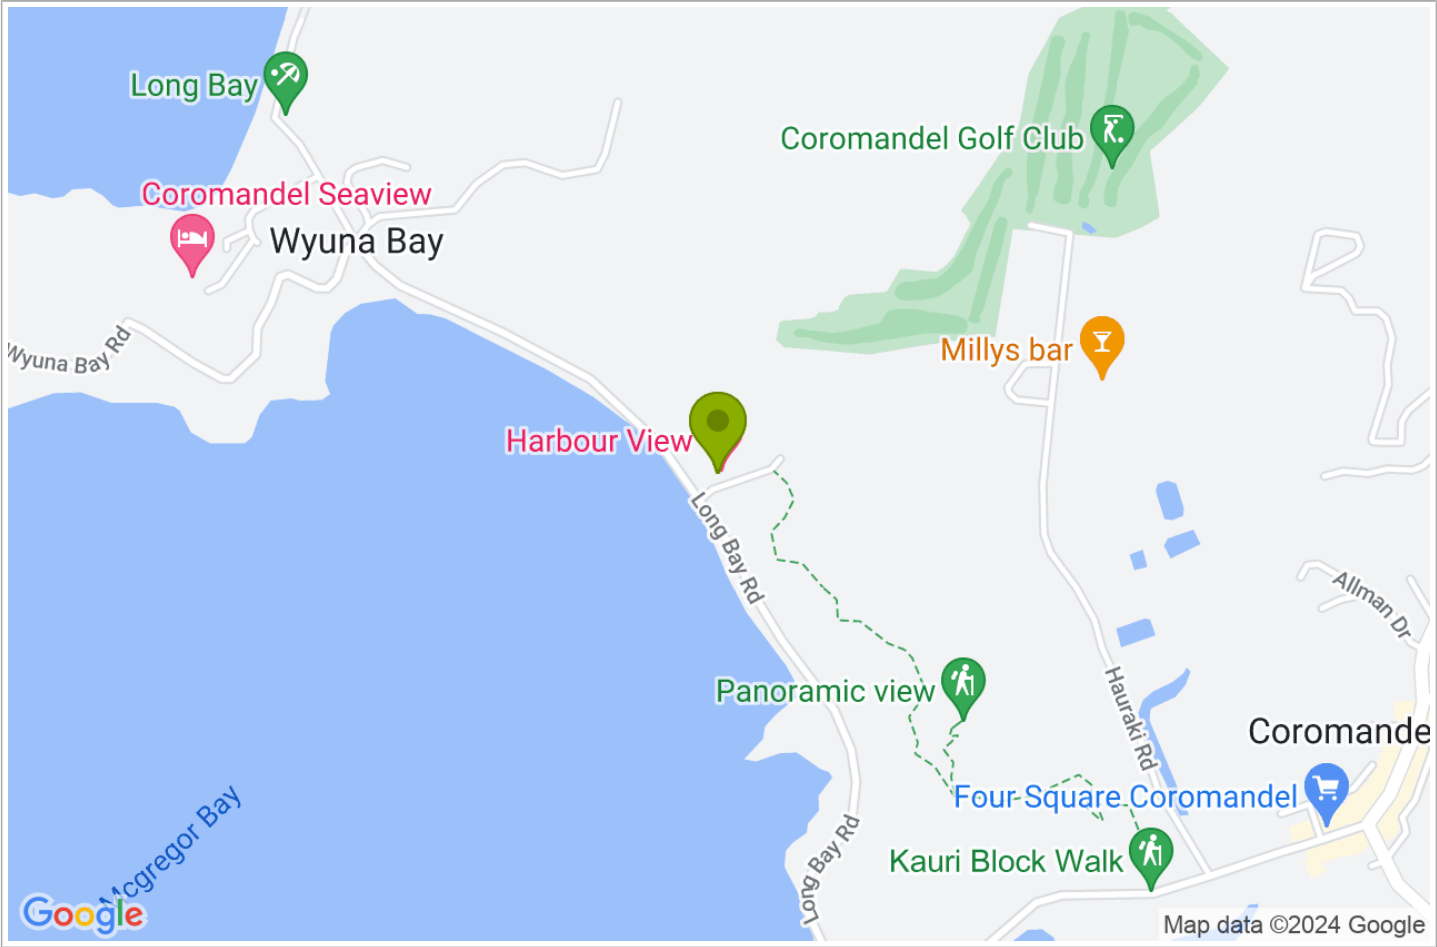 Long Bay
Coromandel Golf Club
Coromandel Seaview
Wyuna Bay
Wyuna Bay Rd
Millys bar
Harbour View
Long Bay Rd
Allman Dr
Panoramic view
Hauraki Rd
Coromande
Four Square Coromandel
Mcgregor Bay
Long Bay Rd
Kauri Block Walk
Google
Map data ©2024 Google